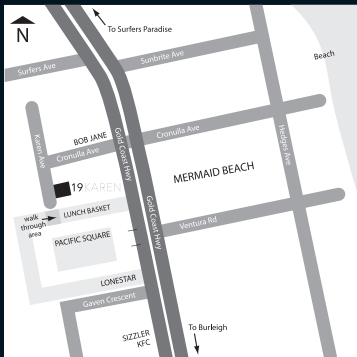 N
To Surfers Paradise
Surfers Ave
Sunbrite Ave
Beach
Karen Ave
BOB JANE
Cronulla Ave
Gold Coast Hwy
Cronulla Ave
Hedges Ave
19 KAREN
MERMAID BEACH
walk
through
area
LUNCH BASKET
Gold Coast Hwy
Ventura Rd
PACIFIC SQUARE
LONESTAR
Gaven Crescent
SIZZLER
KFC
To Burleigh